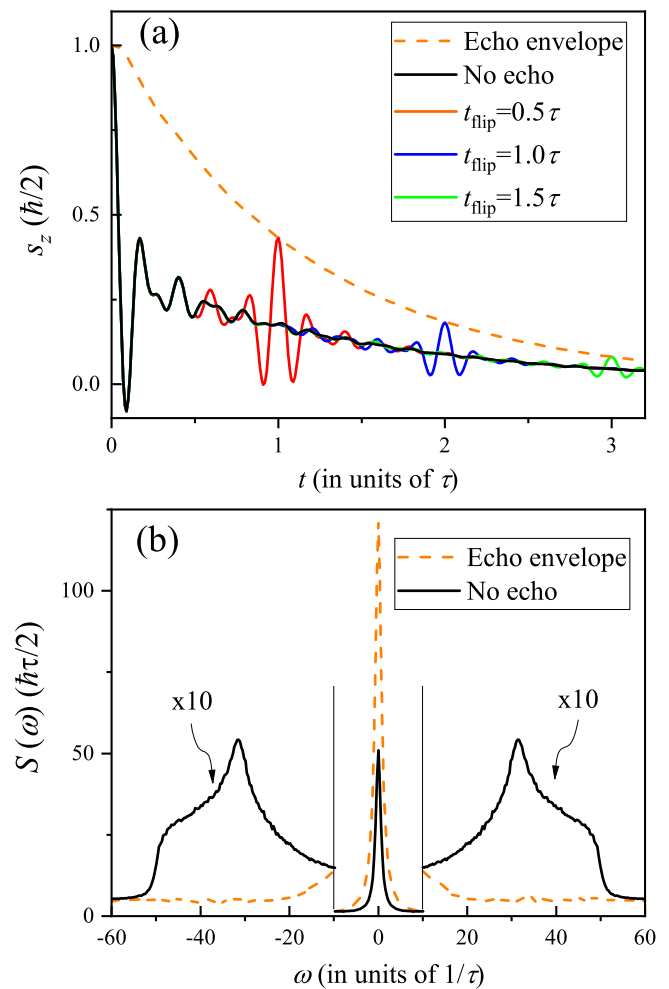 (a)
Echo envelope
No echo
t_flip=0.5τ
t_flip=1.0τ
t_flip=1.5τ
s_z (ħ/2)
1.0
0.5
0.0
0 1 2 3
t (in units of τ)
(b)
Echo envelope
No echo
S(ω) (ħτ/2)
100
50
0
x10
x10
-60 -40 -20 0 20 40 60
ω (in units of 1/τ)